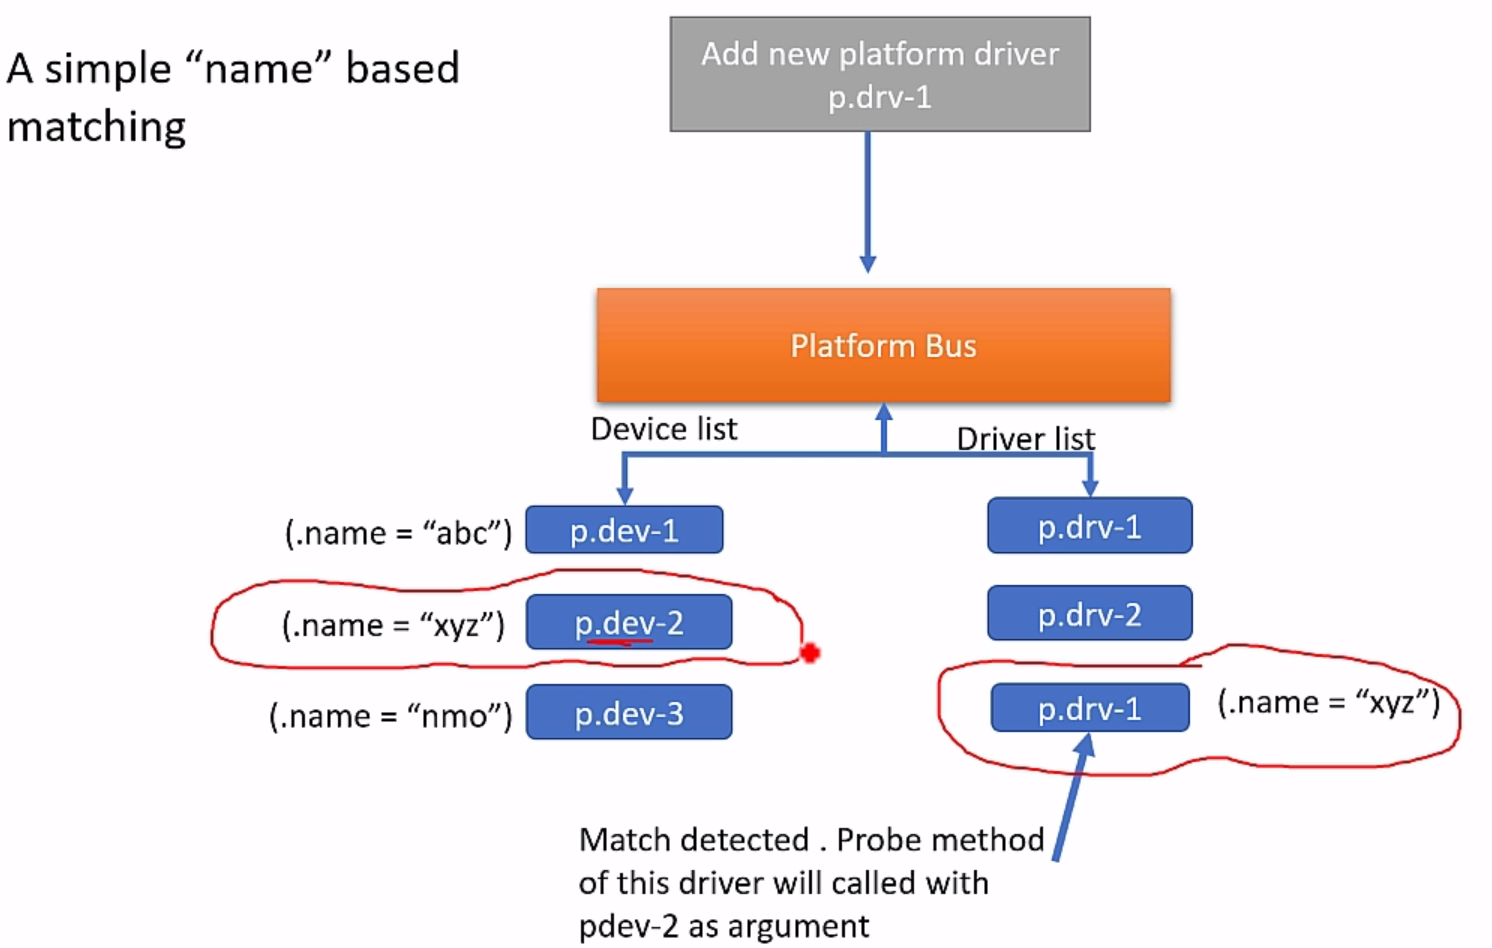 A simple “name” based
matching
Add new platform driver
p.drv-1
Platform Bus
Device list
Driver list
(.name = “abc”)
p.dev-1
p.drv-1
(.name = “xyz”)
p.dev-2
p.drv-2
(.name = “nmo”)
p.dev-3
p.drv-1
(.name = “xyz”)
Match detected . Probe method
of this driver will called with
pdev-2 as argument